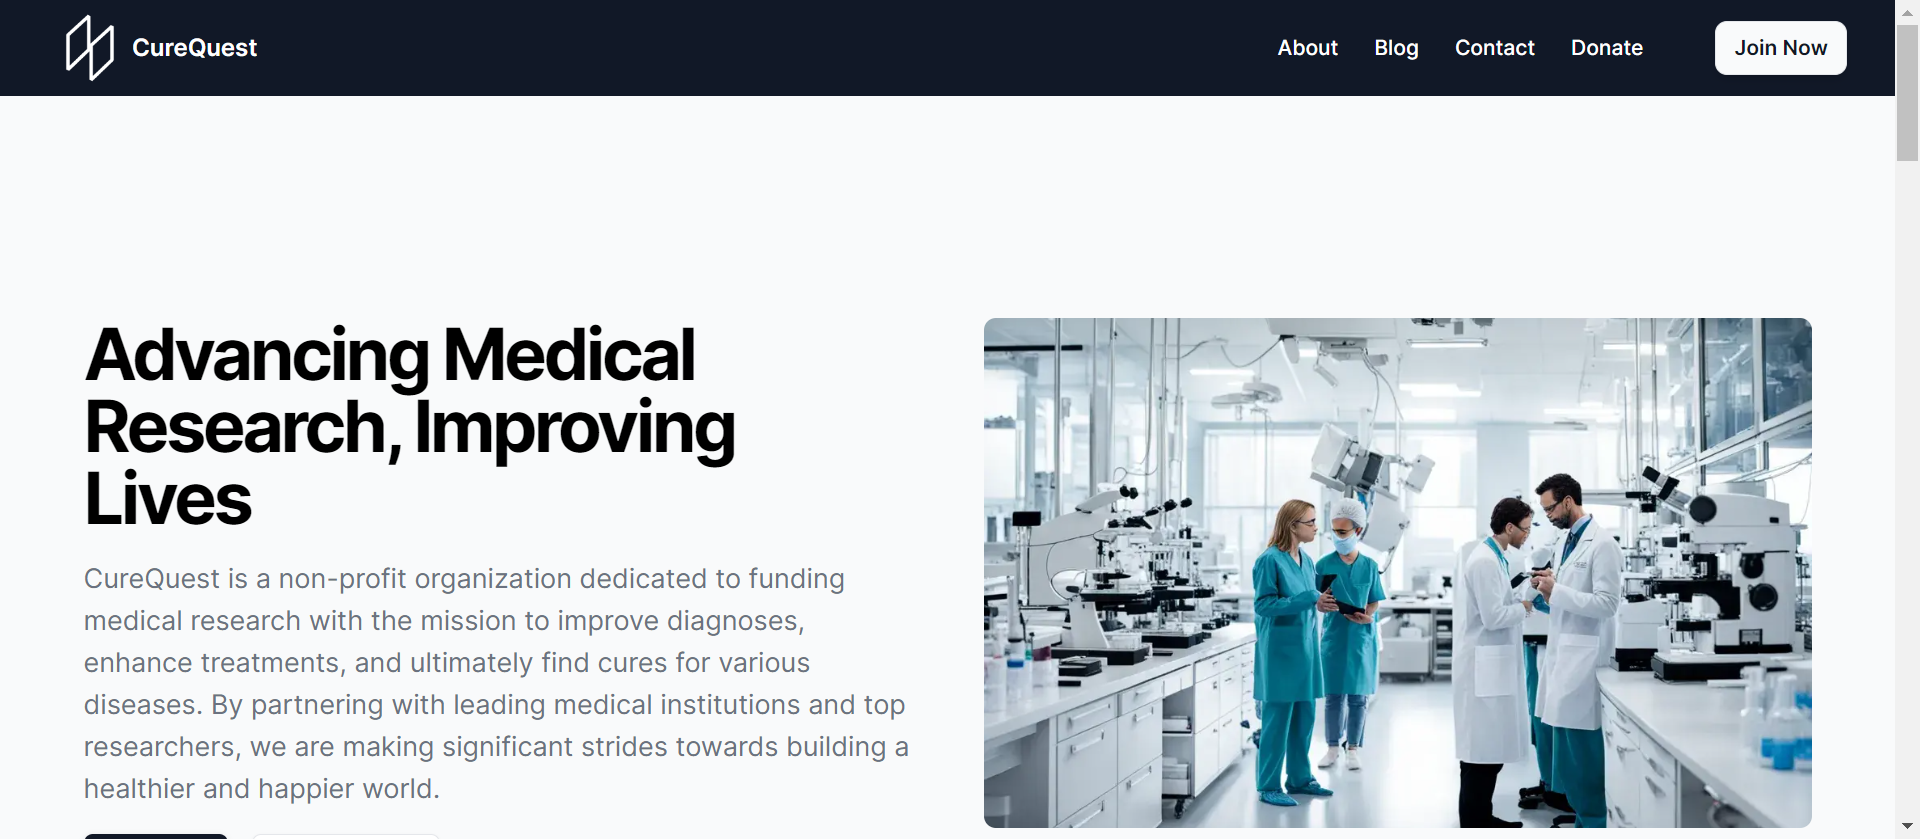 CureQuest
About
Blog
Contact
Donate
Join Now
Advancing Medical
Research, Improving
Lives
CureQuest is a non-profit organization dedicated to funding
medical research with the mission to improve diagnoses,
enhance treatments, and ultimately find cures for various
diseases. By partnering with leading medical institutions and top
researchers, we are making significant strides towards building a
healthier and happier world.